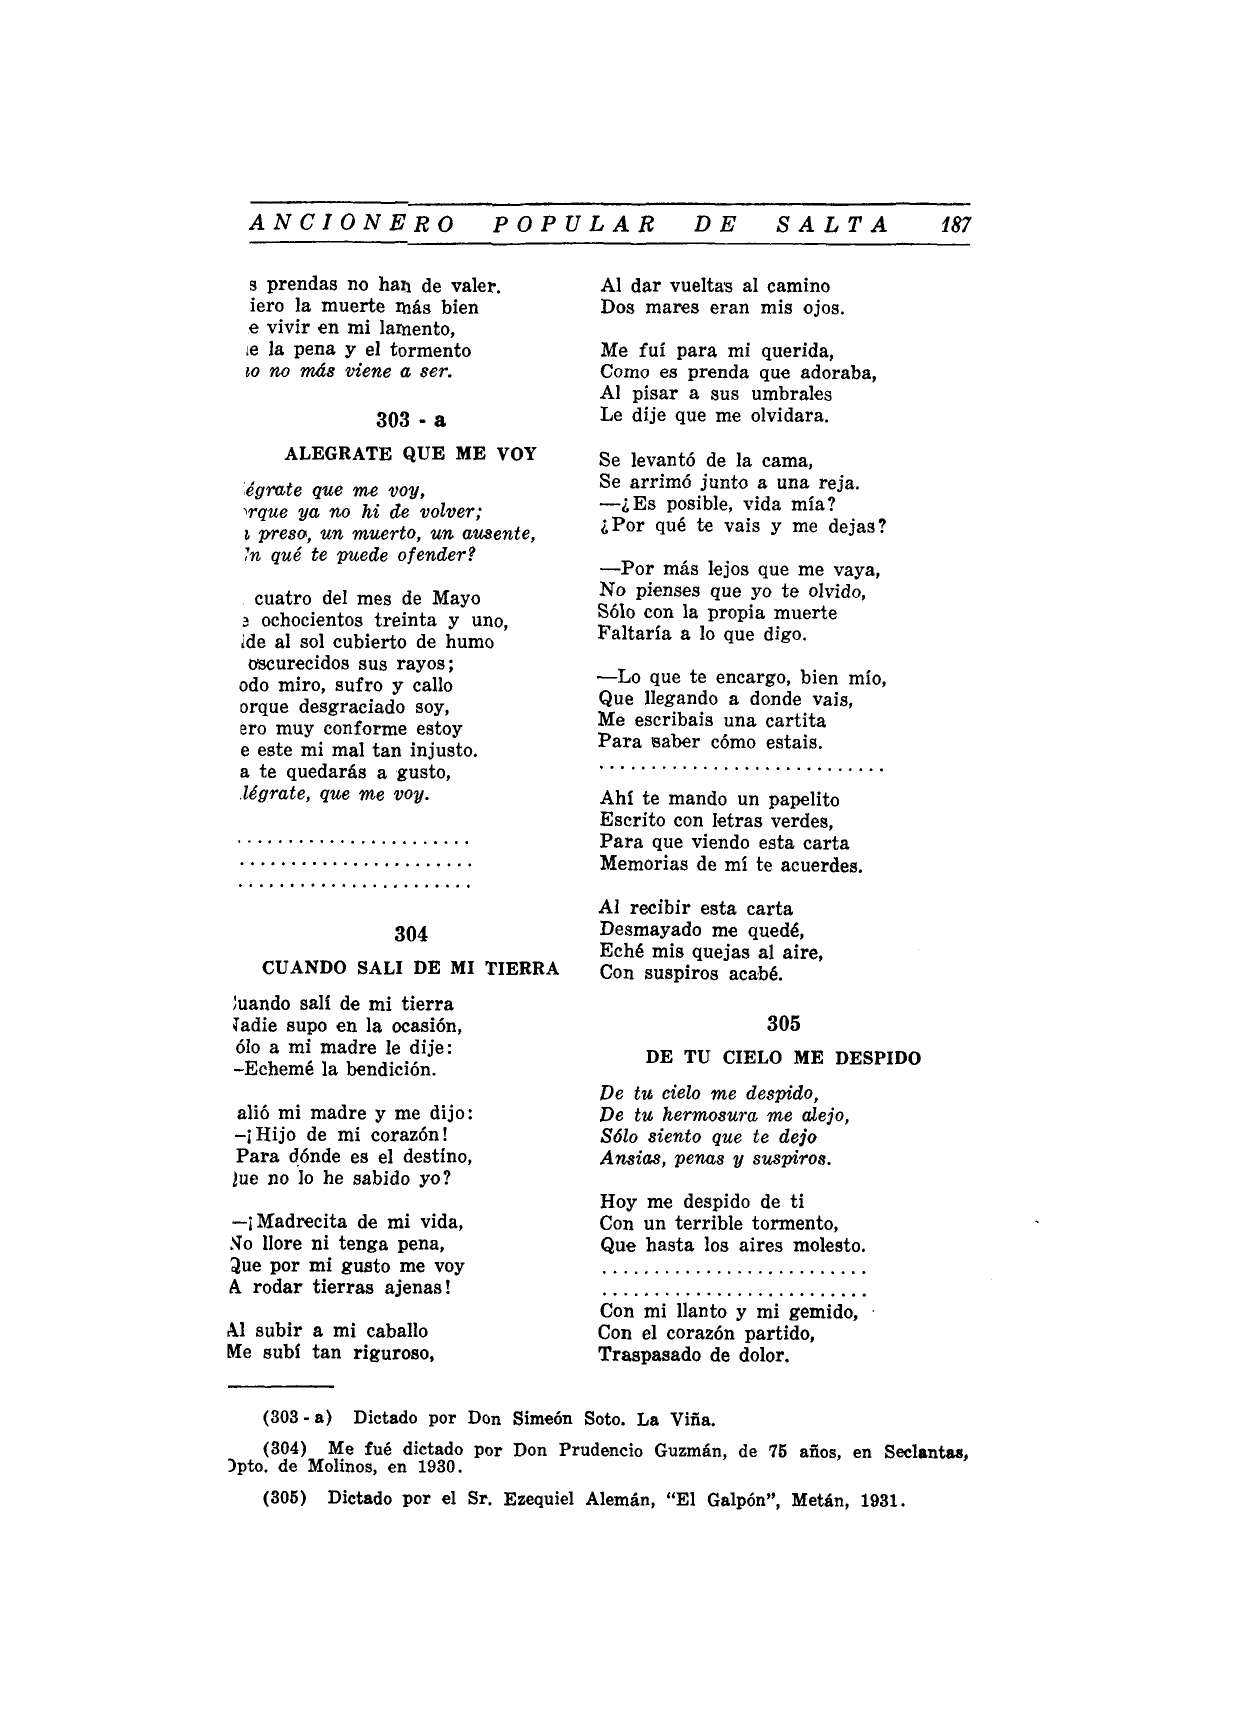 ANCIONERO POPULAR DE SALTA 187
s prendas no han de valer.
iero la muerte más bien
e vivir en mi lamento,
e la pena y el tormento
o no más viene a ser.
303 - a
ALEGRATE QUE ME VOY
égrate que me voy,
rque ya no hi de volver;
preso, un muerto, un ausente,
n qué te puede ofender?
cuatro del mes de Mayo
ochocientos treinta y uno,
de al sol cubierto de humo
oscurecidos sus rayos;
odo miro, sufro y callo
orque desgraciado soy,
ero muy conforme estoy
e este mi mal tan injusto.
a te quedarás a gusto,
légrate, que me voy.
.......................
.......................
.......................
304
CUANDO SALI DE MI TIERRA
uando salí de mi tierra
Nadie supo en la ocasión,
ólo a mi madre le dije:
—Echemé la bendición.
alió mi madre y me dijo:
—¡Hijo de mi corazón!
Para dónde es el destino,
Que no lo he sabido yo?
—¡Madrecita de mi vida,
No llore ni tenga pena,
Que por mi gusto me voy
A rodar tierras ajenas!
Al subir a mi caballo
Me subí tan riguroso,
Al dar vueltas al camino
Dos mares eran mis ojos.
Me fuí para mi querida,
Como es prenda que adoraba,
Al pisar a sus umbrales
Le dije que me olvidara.
Se levantó de la cama,
Se arrimó junto a una reja.
—¿Es posible, vida mía?
¿Por qué te vais y me dejas?
—Por más lejos que me vaya,
No pienses que yo te olvido,
Sólo con la propia muerte
Faltaría a lo que digo.
—Lo que te encargo, bien mío,
Que llegando a donde vais,
Me escribais una cartita
Para saber cómo estais.
............................
Ahí te mando un papelito
Escrito con letras verdes,
Para que viendo esta carta
Memorias de mí te acuerdes.
Al recibir esta carta
Desmayado me quedé,
Eché mis quejas al aire,
Con suspiros acabé.
305
DE TU CIELO ME DESPIDO
De tu cielo me despido,
De tu hermosura me alejo,
Sólo siento que te dejo
Ansias, penas y suspiros.
Hoy me despido de ti
Con un terrible tormento,
Que hasta los aires molesto.
..........................
..........................
Con mi llanto y mi gemido,
Con el corazón partido,
Traspasado de dolor.
(303 - a) Dictado por Don Simeón Soto. La Viña.
(304) Me fué dictado por Don Prudencio Guzmán, de 75 años, en Seclantas,
Dpto. de Molinos, en 1930.
(305) Dictado por el Sr. Ezequiel Alemán, “El Galpón”, Metán, 1931.